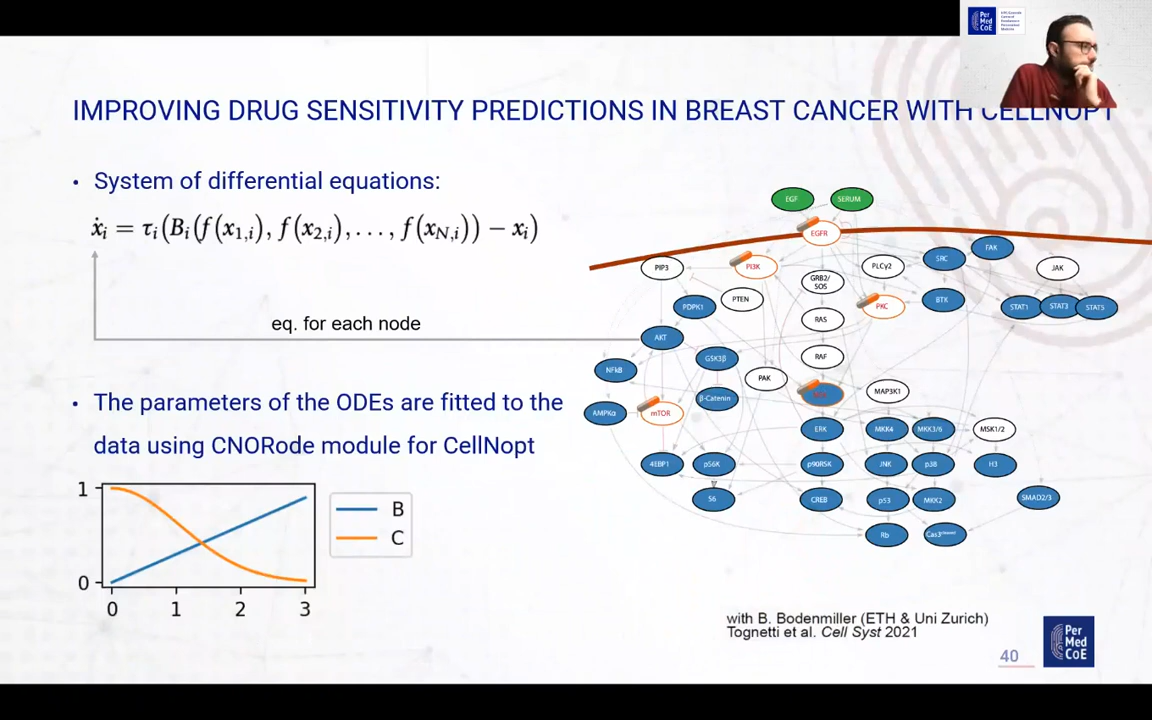 Per
Med
CoE
IMPROVING DRUG SENSITIVITY PREDICTIONS IN BREAST CANCER WITH CELLNOPT
• System of differential equations:
ẋᵢ = τᵢ(Bᵢ(f(x₁,ᵢ), f(x₂,ᵢ), . . . , f(x_N,ᵢ)) − xᵢ)
eq. for each node
• The parameters of the ODEs are fitted to the
data using CNORode module for CellNopt
1
0
0 1 2 3
B
C
EGF SERUM
EGFR
FAK
PIP3 PI3K PLCγ2 SRC JAK
GRB2/
SOS
PDPK1 PTEN PKC BTK STAT1 STAT3 STAT5
RAS
AKT
GSK3β RAF
NFkB
PAK MAP3K1
β-Catenin
AMPKα mTOR
ERK MKK4 MKK3/6 MSK1/2
4EBP1 p56K p90RSK JNK p38 H3
S6 CREB p53 MKK2 SMAD2/3
Rb Cas3cleaved
with B. Bodenmiller (ETH & Uni Zurich)
Tognetti et al. Cell Syst 2021
40
Per
Med
CoE